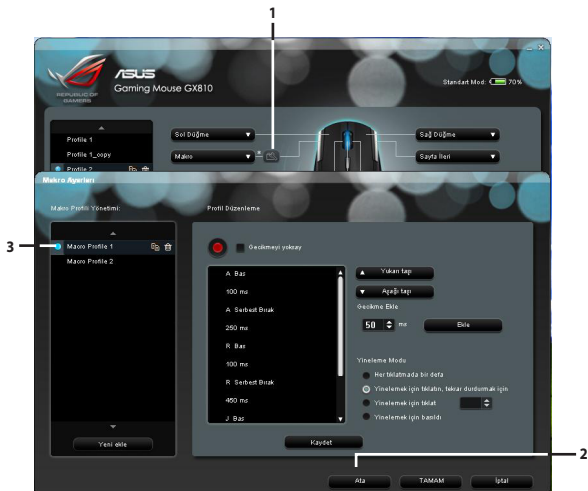 1
REPUBLIC OF
GAMERS
ASUS
Gaming Mouse GX810
Standart Mod: 70%
Profile 1
Profile 1_copy
Profile 2
Sol Düğme
Makro
Sağ Düğme
Sayfa İleri
Makro Ayarları
Makro Profili Yönetimi:
Profil Düzenleme
3
Macro Profile 1
Macro Profile 2
Gecikmeyi yoksay
A Bas
100 ms
A Serbest Bırak
250 ms
R Bas
100 ms
R Serbest Bırak
450 ms
J Bas
Yukarı taşı
Aşağı taşı
Gecikme Ekle
50 ms
Ekle
Yineleme Modu
Her tıklatmada bir defa
Yinelemek için tıklatın, tekrar durdurmak için
Yinelemek için tıklat
Yinelemek için basıldı
Yeni ekle
Kaydet
2
Ata
TAMAM
İptal